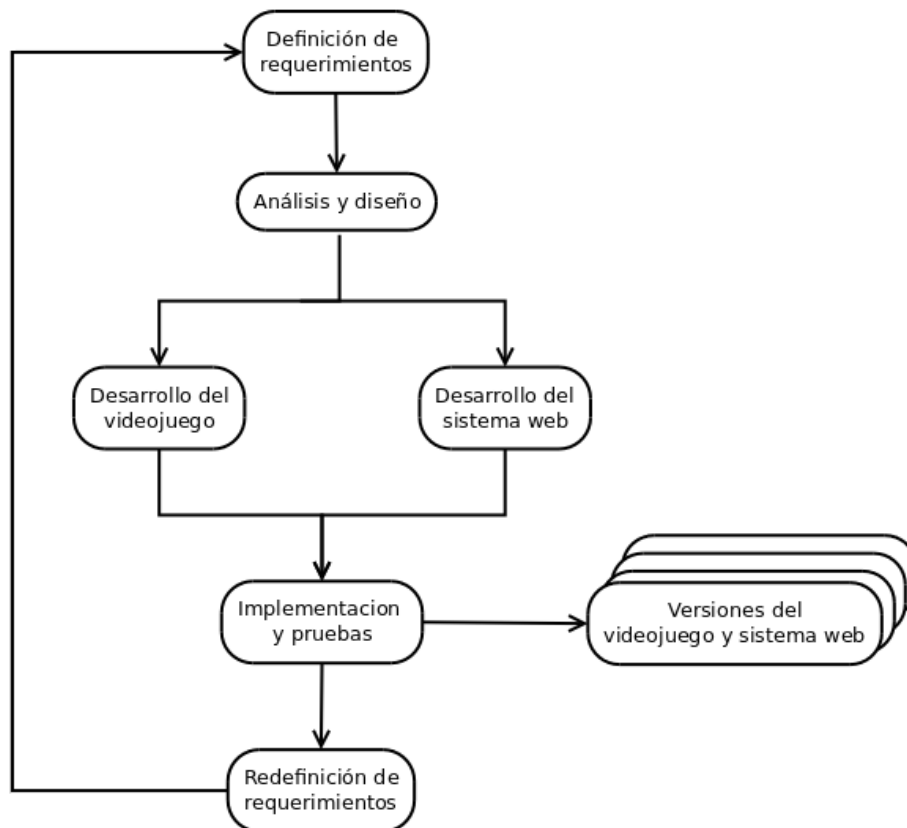 Definición de
requerimientos
Análisis y diseño
Desarrollo del
videojuego
Desarrollo del
sistema web
Implementacion
y pruebas
Versiones del
videojuego y sistema web
Redefinición de
requerimientos